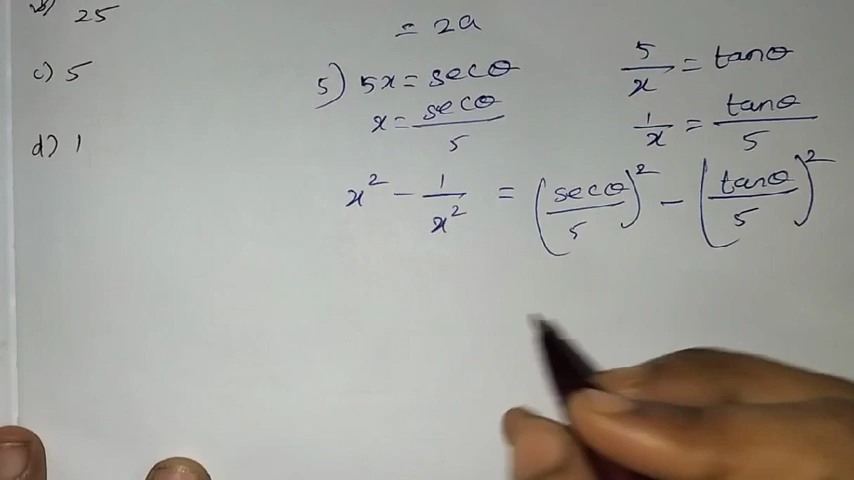 b) 25
c) 5
d) 1
= 2a
5) 5x = secθ
x = secθ/5
5/x = tanθ
1/x = tanθ/5
x² - 1/x² = (secθ/5)² - (tanθ/5)²